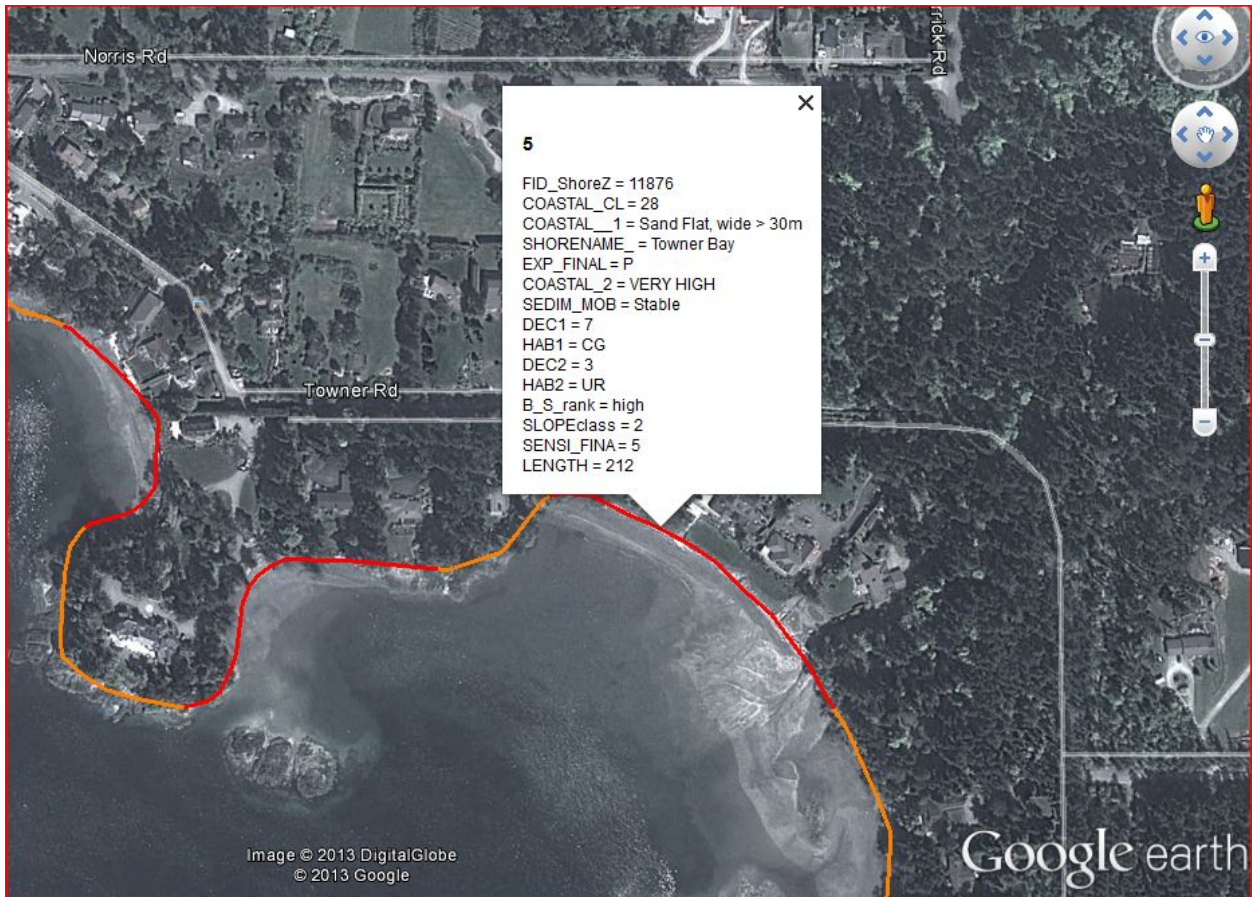 Norris Rd
rrick Rd
5
FID_ShoreZ = 11876
COASTAL_CL = 28
COASTAL__1 = Sand Flat, wide > 30m
SHORENAME_ = Towner Bay
EXP_FINAL = P
COASTAL_2 = VERY HIGH
SEDIM_MOB = Stable
DEC1 = 7
HAB1 = CG
DEC2 = 3
HAB2 = UR
B_S_rank = high
SLOPEclass = 2
SENSI_FINA = 5
LENGTH = 212
Towner Rd
Image © 2013 DigitalGlobe
© 2013 Google
Google earth